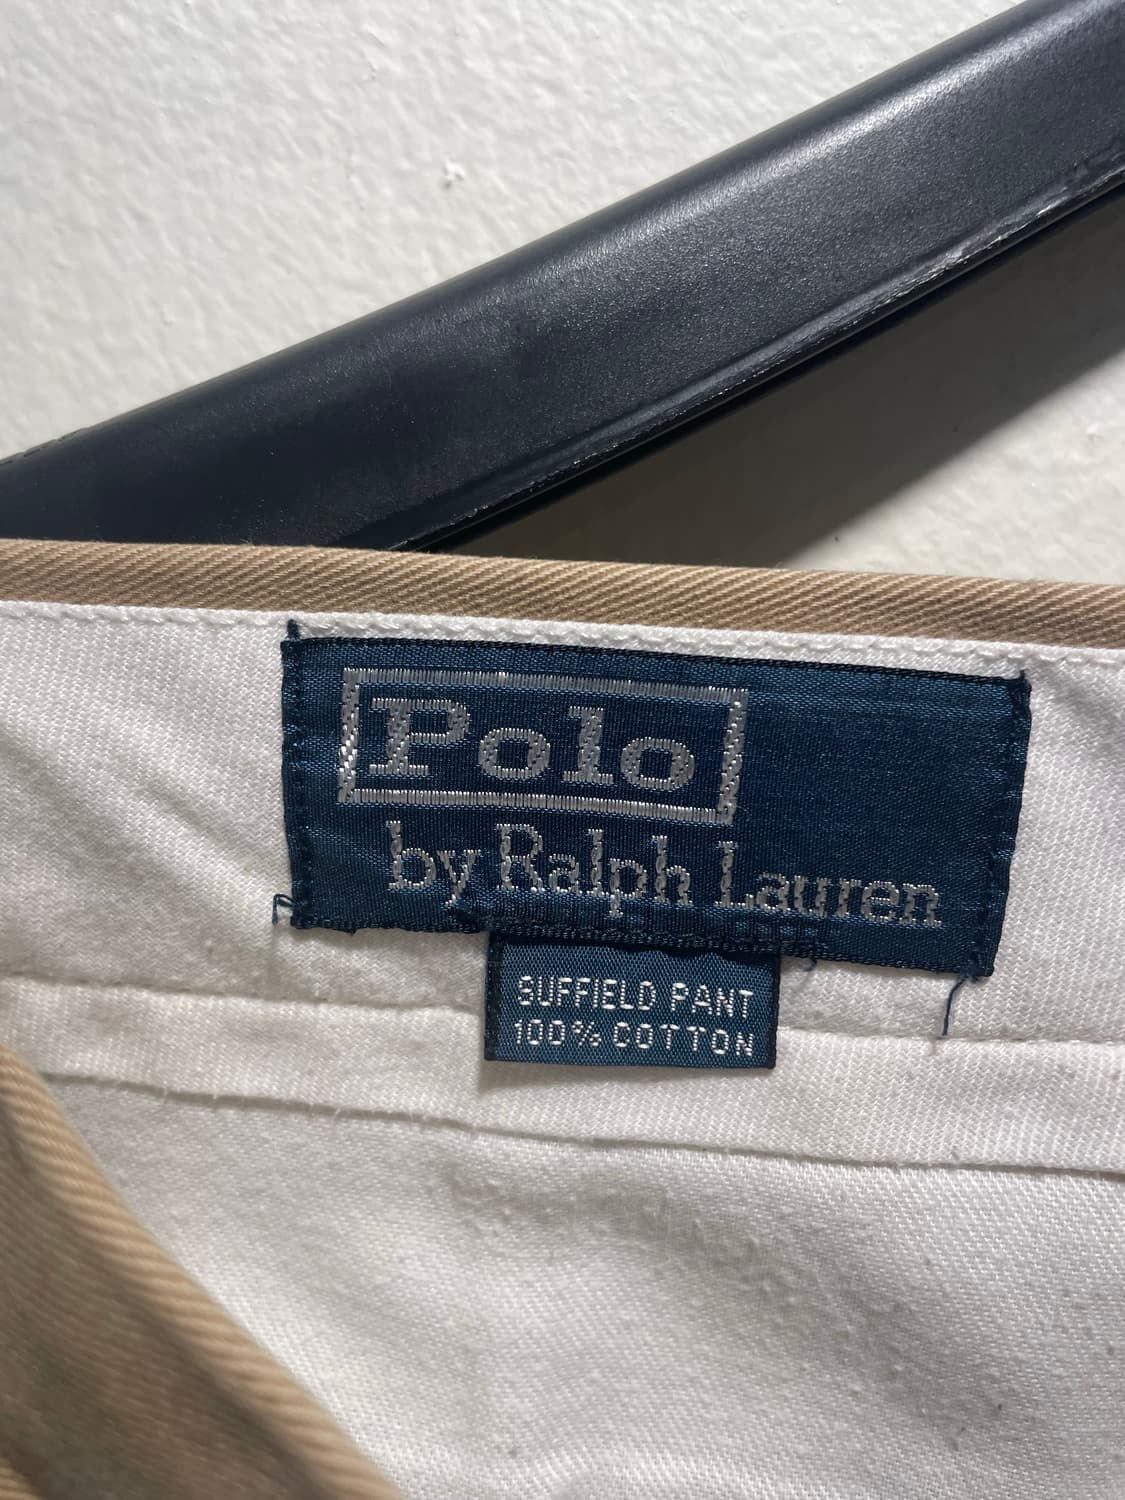 Polo
by Ralph Lauren
SUFFIELD PANT
100% COTTON